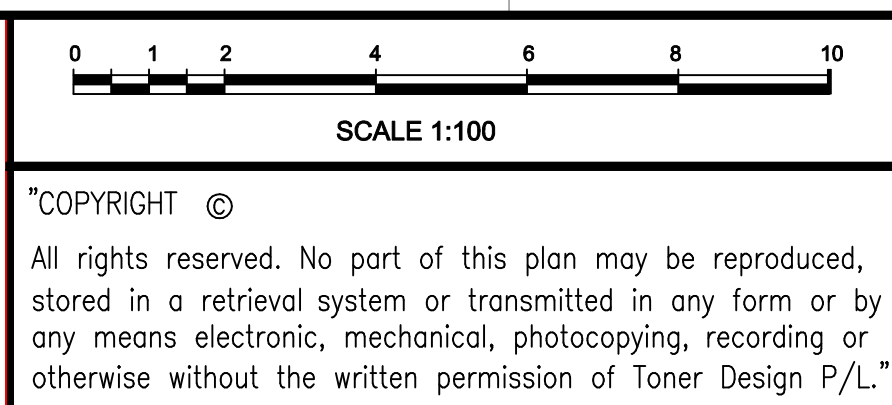 0 1 2 4 6 8 10
SCALE 1:100
"COPYRIGHT ©
All rights reserved. No part of this plan may be reproduced,
stored in a retrieval system or transmitted in any form or by
any means electronic, mechanical, photocopying, recording or
otherwise without the written permission of Toner Design P/L."